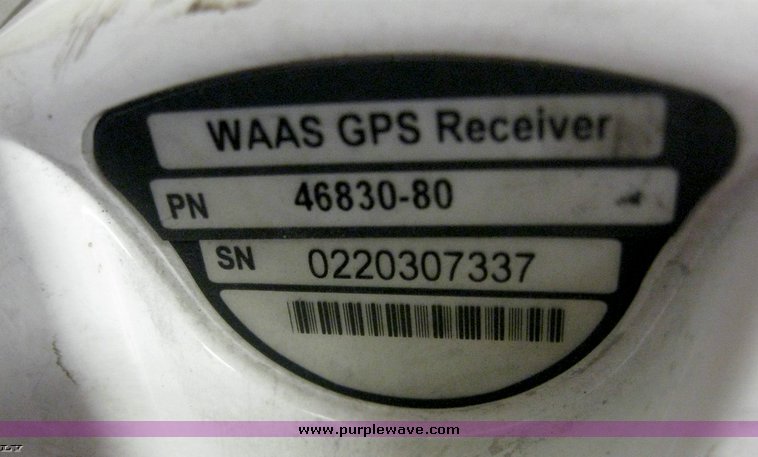 WAAS GPS Receiver
PN 46830-80
SN 0220307337
www.purplewave.com